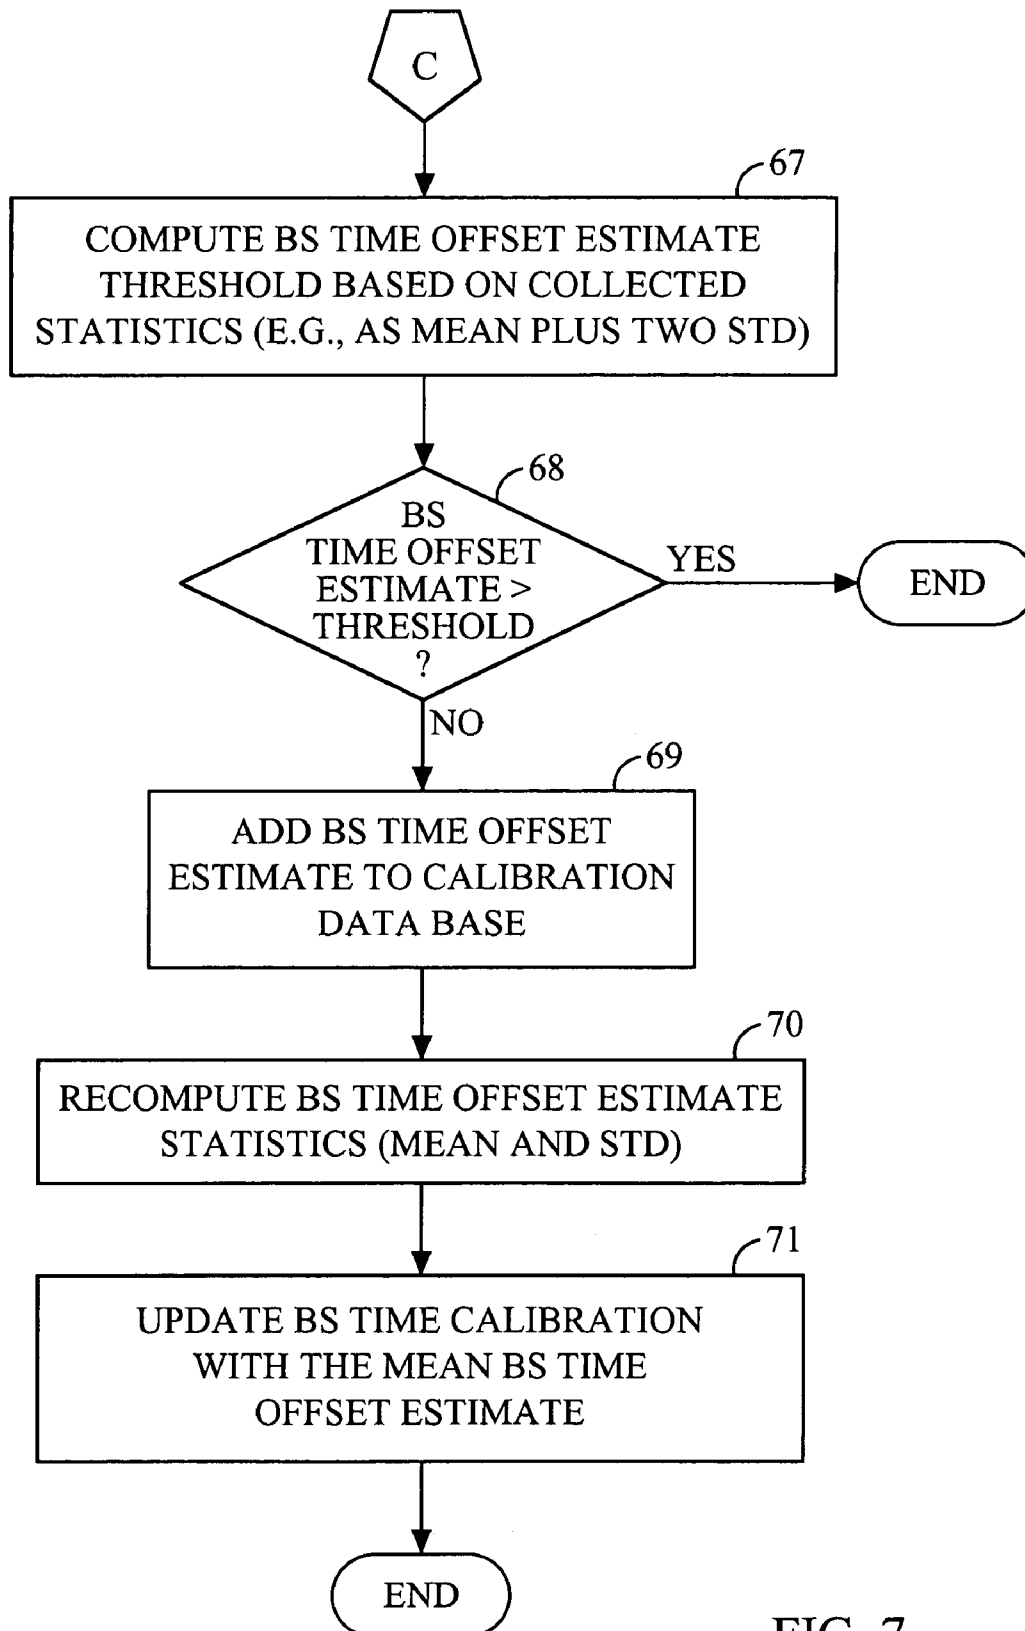 C
67
COMPUTE BS TIME OFFSET ESTIMATE
THRESHOLD BASED ON COLLECTED
STATISTICS (E.G., AS MEAN PLUS TWO STD)
68
BS
TIME OFFSET
ESTIMATE >
THRESHOLD
?
YES
END
NO
69
ADD BS TIME OFFSET
ESTIMATE TO CALIBRATION
DATA BASE
70
RECOMPUTE BS TIME OFFSET ESTIMATE
STATISTICS (MEAN AND STD)
71
UPDATE BS TIME CALIBRATION
WITH THE MEAN BS TIME
OFFSET ESTIMATE
END
FIG. 7